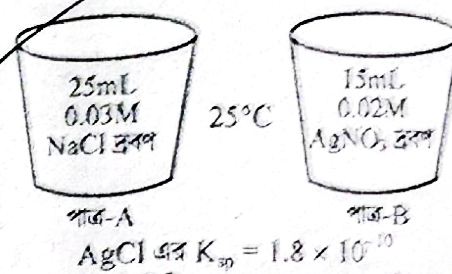 25mL
0.03M
NaCl দ্রবণ
25°C
15mL
0.02M
AgNO₃ দ্রবণ
পাত্র-A
পাত্র-B
AgCl এর Kₛₚ = 1.8 × 10⁻¹⁰